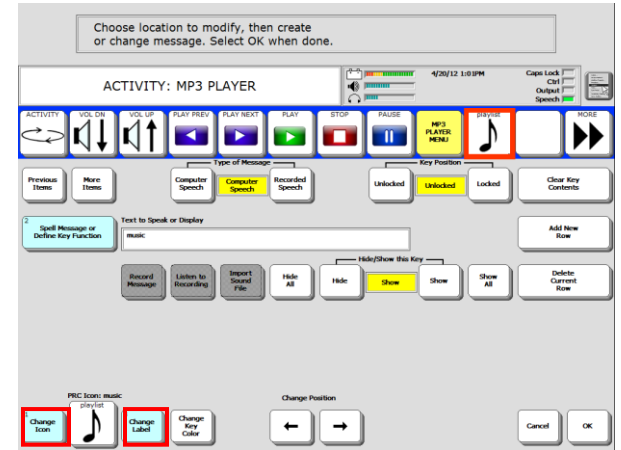 Choose location to modify, then create
or change message. Select OK when done.
ACTIVITY: MP3 PLAYER
4/20/12 1:01PM
Caps Lock
Ctrl
Output
Speech
ACTIVITY
VOL DN
VOL UP
PLAY PREV
PLAY NEXT
PLAY
STOP
PAUSE
MP3
PLAYER
MENU
playlist
MORE
Type of Message
Key Position
Previous
Items
More
Items
Computer
Speech
Computer
Speech
Recorded
Speech
Unlocked
Unlocked
Locked
Clear Key
Contents
2
Spell Message or
Define Key Function
Text to Speak or Display
music
Add New
Row
Hide/Show this Key
Record
Message
Listen to
Recording
Import
Sound
File
Hide
All
Hide
Show
Show
Show
All
Delete
Current
Row
PRC Icon: music
Change Position
1
Change
Icon
playlist
Change
Label
Change
Key
Color
Cancel
OK